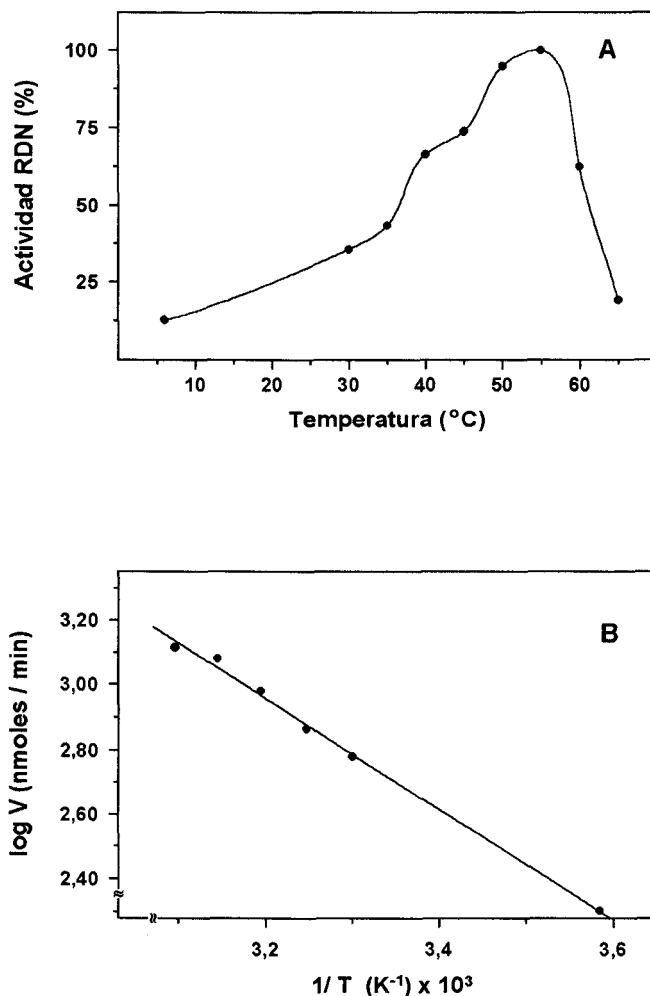 A
Actividad RDN (%)
100
75
50
25
10 20 30 40 50 60
Temperatura (°C)
B
log V (nmoles / min)
3,20
3,00
2,80
2,60
2,40
3,2 3,4 3,6
1/ T (K⁻¹) x 10³